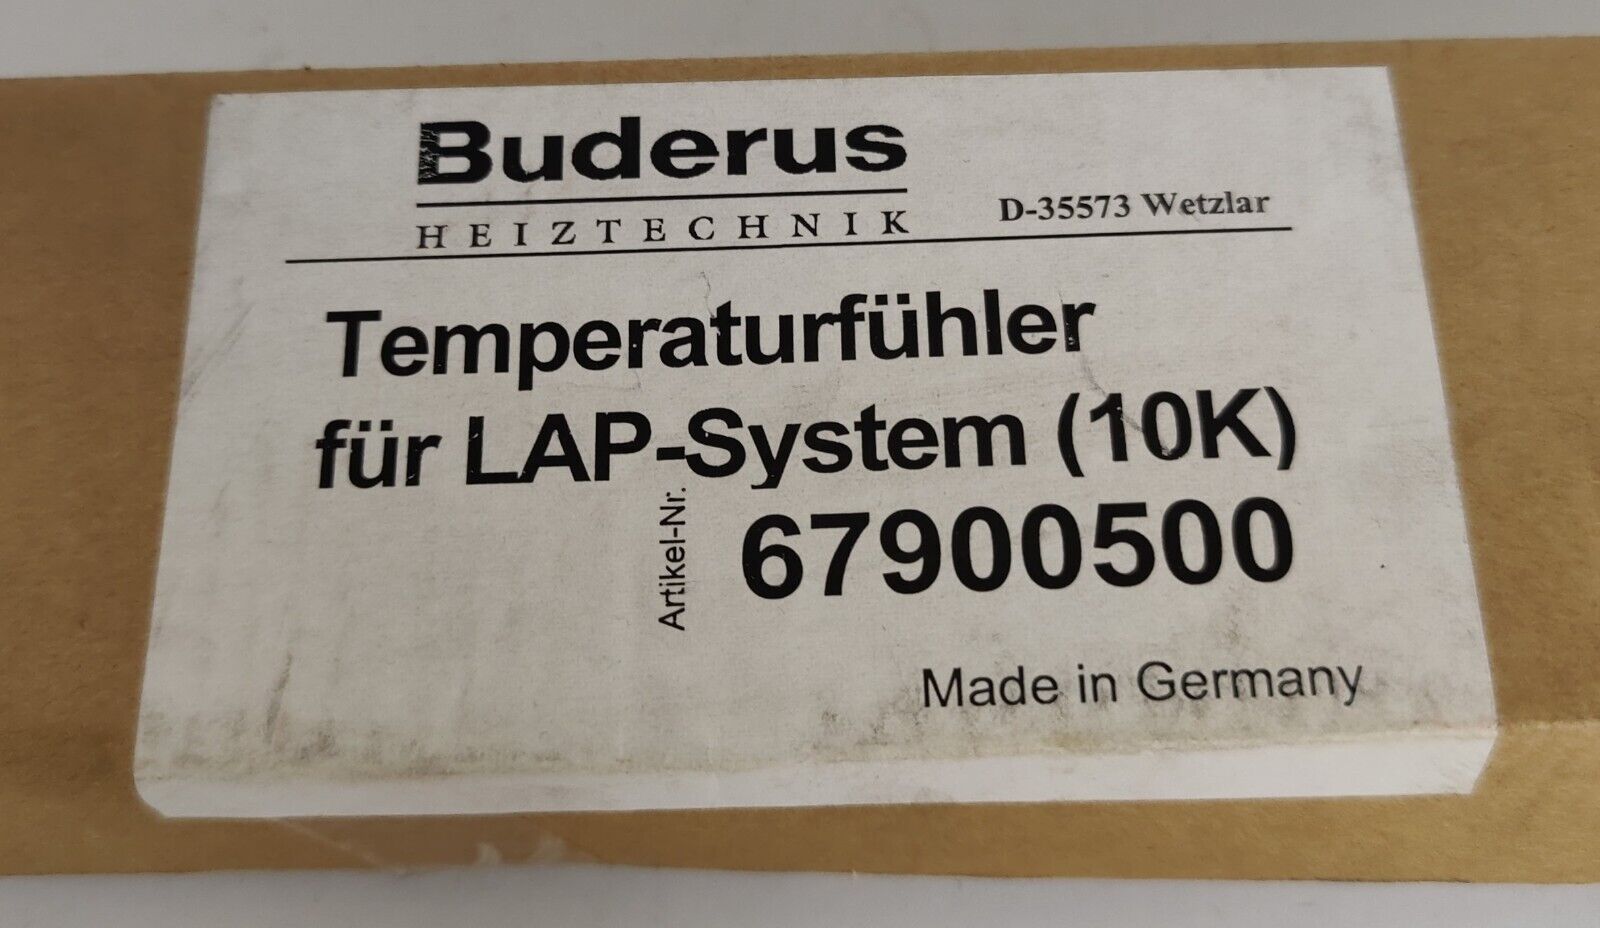 Buderus
HEIZTECHNIK
D-35573 Wetzlar
Temperaturfühler
für LAP-System (10K)
Artikel-Nr.
67900500
Made in Germany